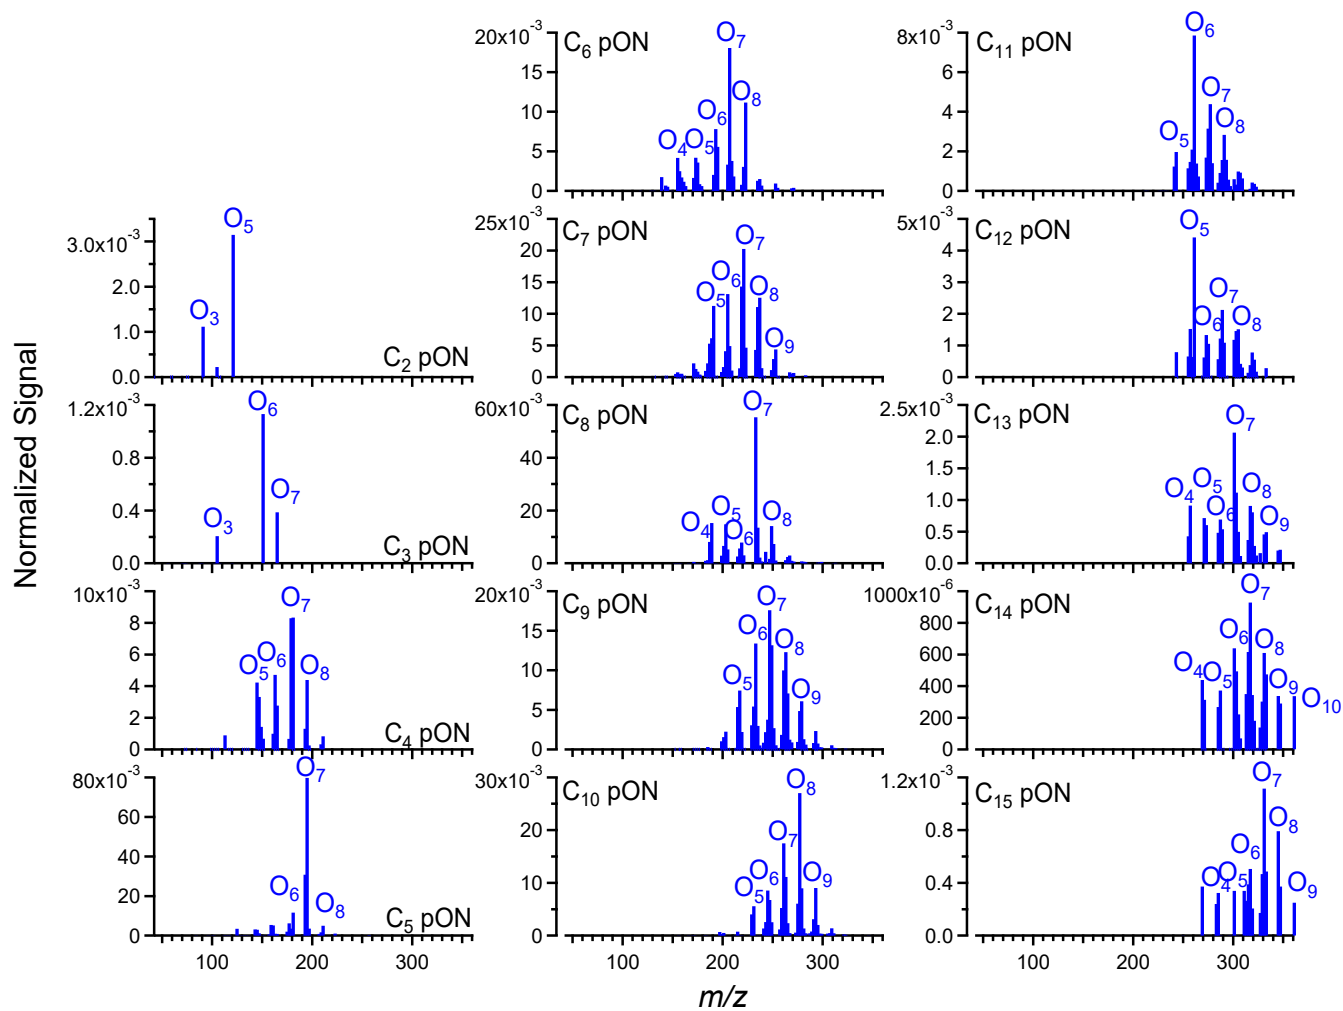 Normalized Signal
3.0x10⁻³
2.0
1.0
0.0
O₃
O₅
C₂ pON
1.2x10⁻³
0.8
0.4
0.0
O₃
O₆
O₇
C₃ pON
10x10⁻³
8
6
4
2
0
O₅
O₆
O₇
O₈
C₄ pON
80x10⁻³
60
40
20
0
O₆
O₇
O₈
C₅ pON
100
200
300
20x10⁻³
15
10
5
0
C₆ pON
O₄
O₅
O₆
O₇
O₈
25x10⁻³
20
15
10
5
0
C₇ pON
O₅
O₆
O₇
O₈
O₉
60x10⁻³
40
20
0
C₈ pON
O₄
O₅
O₆
O₇
O₈
20x10⁻³
15
10
5
0
C₉ pON
O₅
O₆
O₇
O₈
O₉
30x10⁻³
20
10
0
C₁₀ pON
O₅
O₆
O₇
O₈
O₉
100
200
300
m/z
8x10⁻³
6
4
2
0
C₁₁ pON
O₅
O₆
O₇
O₈
5x10⁻³
4
3
2
1
0
C₁₂ pON
O₅
O₆
O₇
O₈
2.5x10⁻³
2.0
1.5
1.0
0.5
0.0
C₁₃ pON
O₄
O₅
O₆
O₇
O₈
O₉
1000x10⁻⁶
800
600
400
200
0
C₁₄ pON
O₄
O₅
O₆
O₇
O₈
O₉
O₁₀
1.2x10⁻³
0.8
0.4
0.0
C₁₅ pON
O₄
O₅
O₆
O₇
O₈
O₉
100
200
300